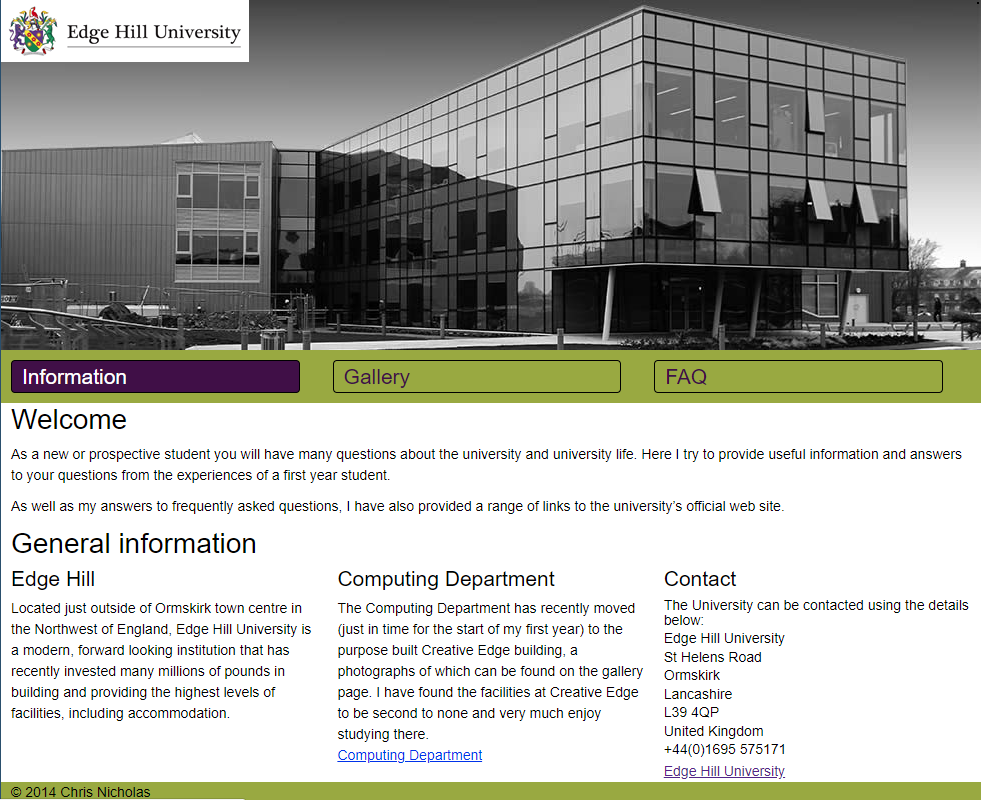 Edge Hill University
Information
Gallery
FAQ
Welcome
As a new or prospective student you will have many questions about the university and university life. Here I try to provide useful information and answers
to your questions from the experiences of a first year student.
As well as my answers to frequently asked questions, I have also provided a range of links to the university’s official web site.
General information
Edge Hill
Located just outside of Ormskirk town centre in
the Northwest of England, Edge Hill University is
a modern, forward looking institution that has
recently invested many millions of pounds in
building and providing the highest levels of
facilities, including accommodation.
Computing Department
The Computing Department has recently moved
(just in time for the start of my first year) to the
purpose built Creative Edge building, a
photographs of which can be found on the gallery
page. I have found the facilities at Creative Edge
to be second to none and very much enjoy
studying there.
Computing Department
Contact
The University can be contacted using the details
below:
Edge Hill University
St Helens Road
Ormskirk
Lancashire
L39 4QP
United Kingdom
+44(0)1695 575171
Edge Hill University
© 2014 Chris Nicholas